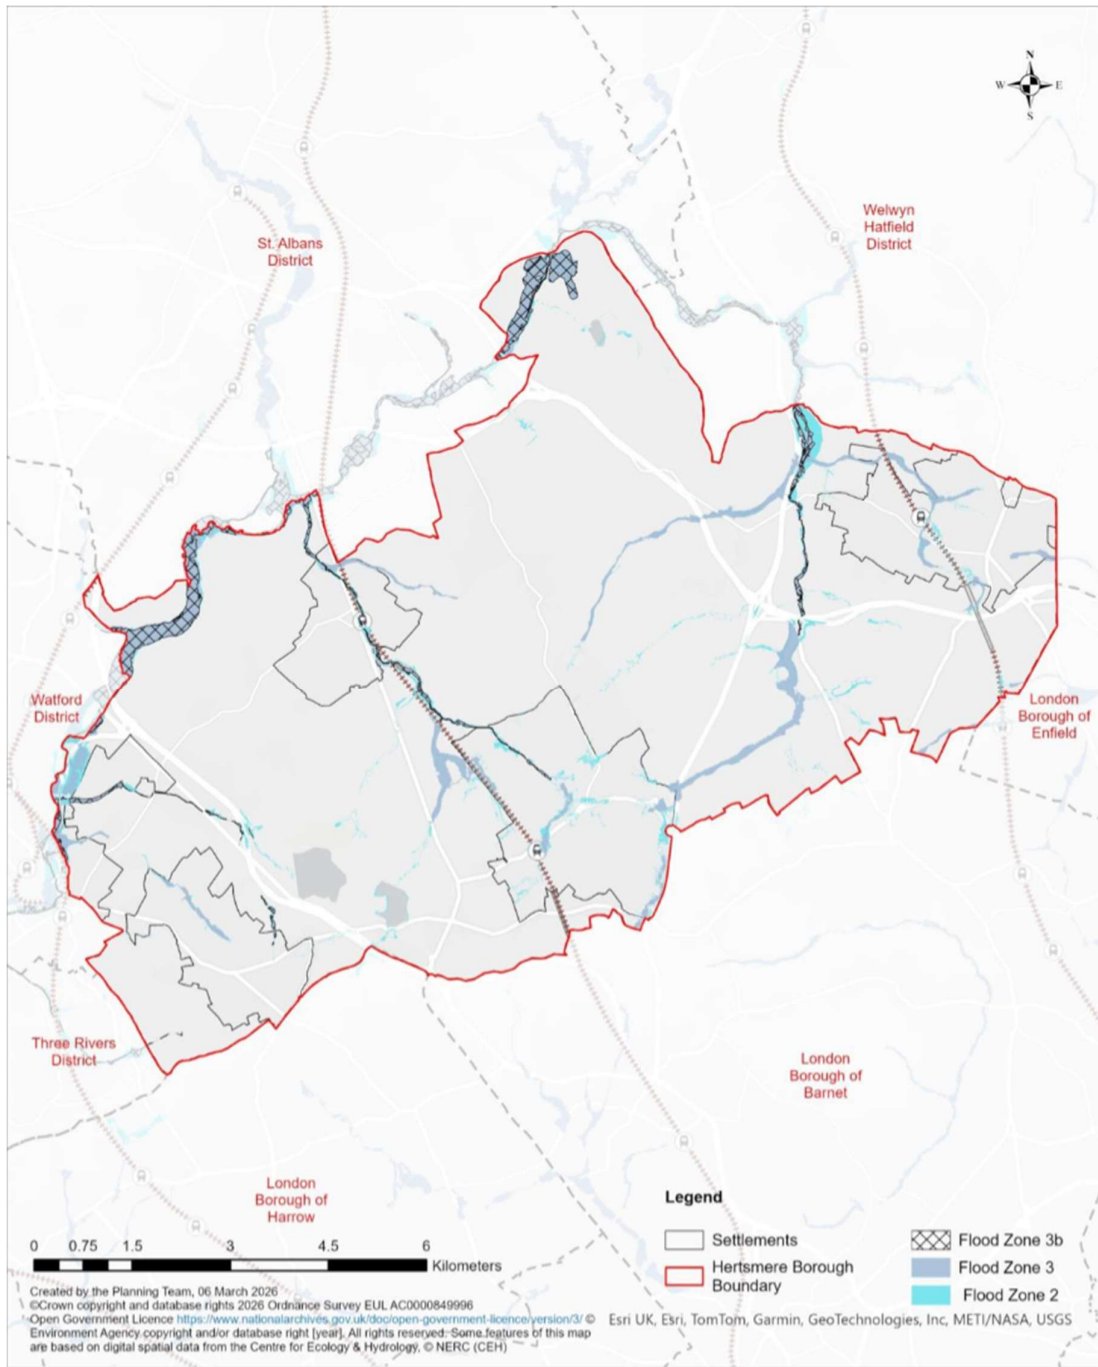 N
W E
S
Welwyn
Hatfield
District
St. Albans
District
Watford
District
London
Borough of
Enfield
Three Rivers
District
London
Borough of
Barnet
London
Borough of
Harrow
Legend
Settlements
Hertsmere Borough
Boundary
Flood Zone 3b
Flood Zone 3
Flood Zone 2
0 0.75 1.5 3 4.5 6
Kilometers
Created by the Planning Team, 06 March 2026
©Crown copyright and database rights 2026 Ordnance Survey EUL AC0000849996
Open Government Licence https://www.nationalarchives.gov.uk/doc/open-government-licence/version/3/ ©
Environment Agency copyright and/or database right [year]. All rights reserved. Some features of this map
are based on digital spatial data from the Centre for Ecology & Hydrology, © NERC (CEH)
Esri UK, Esri, TomTom, Garmin, GeoTechnologies, Inc, METI/NASA, USGS